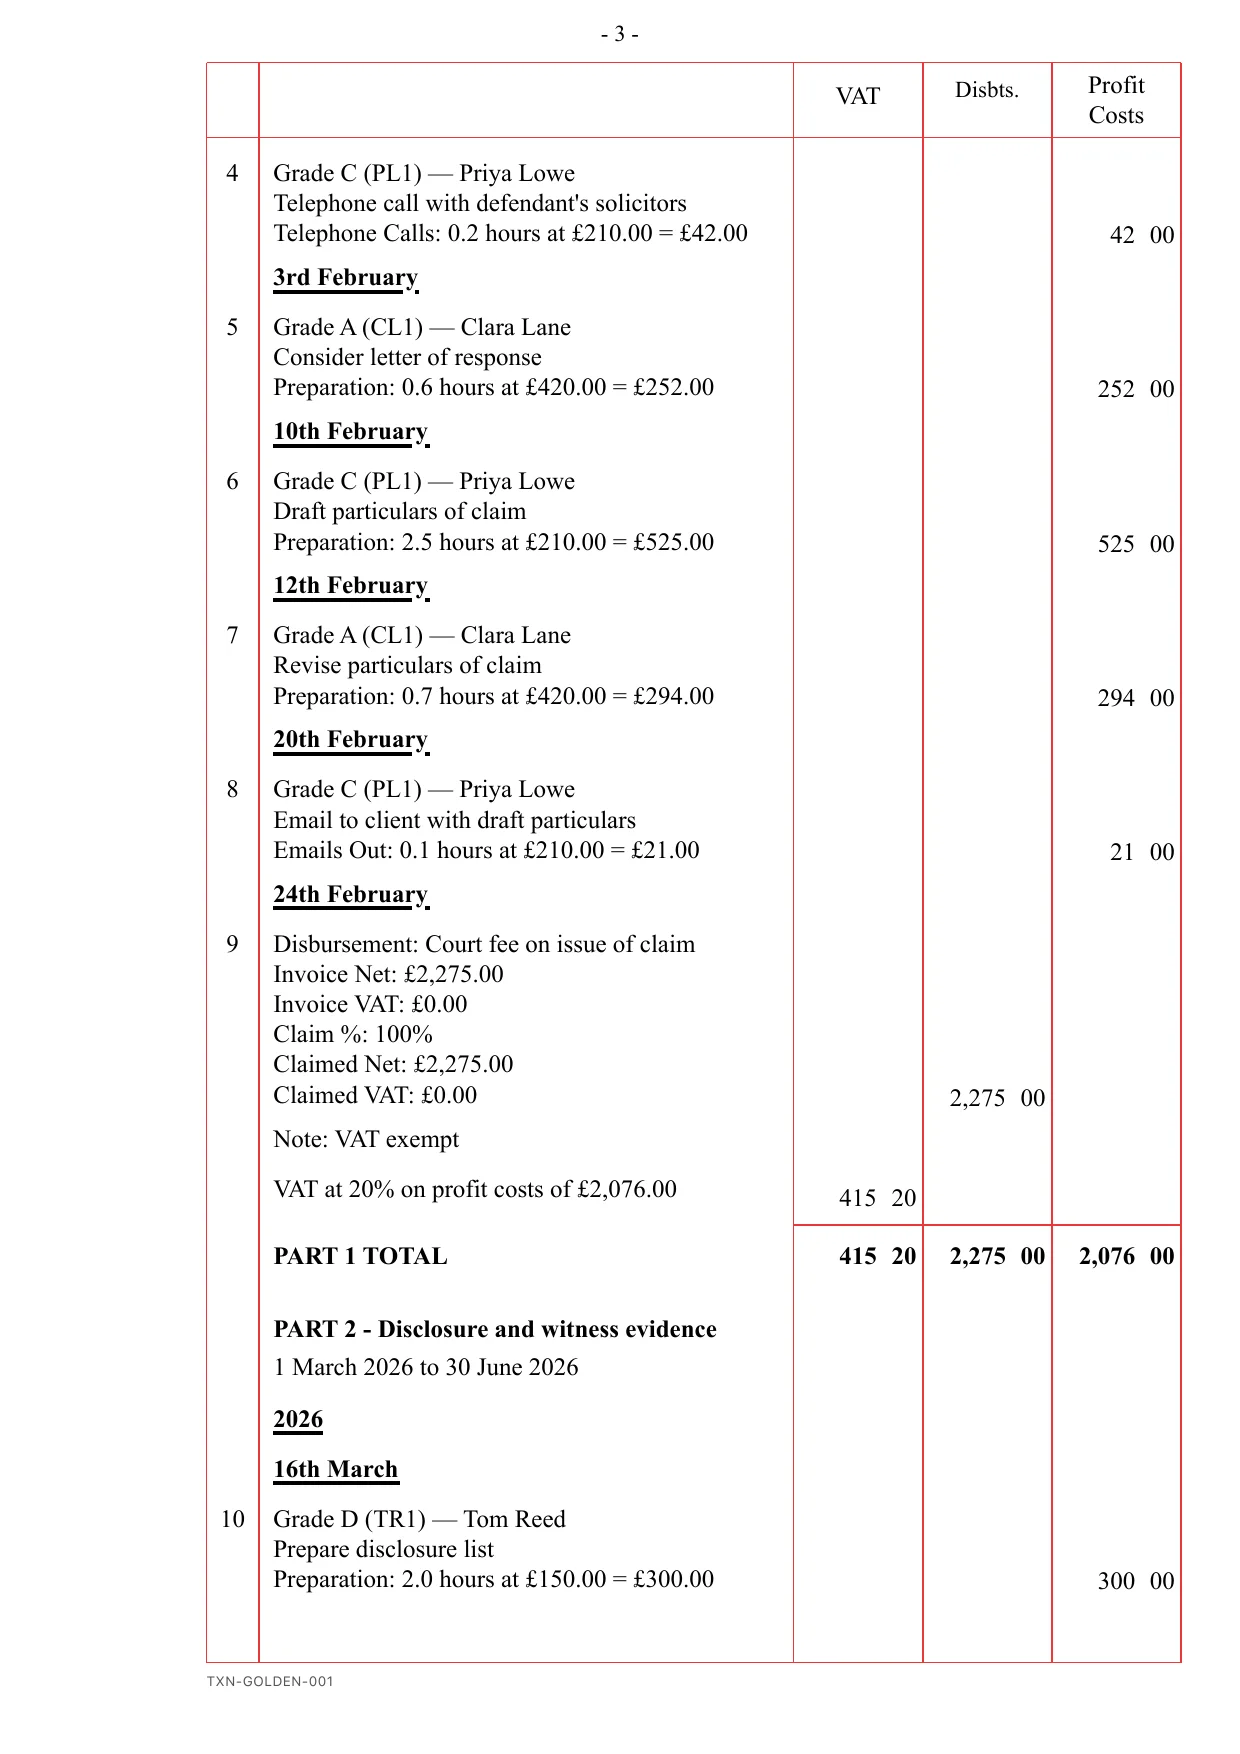 - 3 -
VAT Disbts. Profit Costs
4 Grade C (PL1) — Priya Lowe
Telephone call with defendant's solicitors
Telephone Calls: 0.2 hours at £210.00 = £42.00 42 00
3rd February
5 Grade A (CL1) — Clara Lane
Consider letter of response
Preparation: 0.6 hours at £420.00 = £252.00 252 00
10th February
6 Grade C (PL1) — Priya Lowe
Draft particulars of claim
Preparation: 2.5 hours at £210.00 = £525.00 525 00
12th February
7 Grade A (CL1) — Clara Lane
Revise particulars of claim
Preparation: 0.7 hours at £420.00 = £294.00 294 00
20th February
8 Grade C (PL1) — Priya Lowe
Email to client with draft particulars
Emails Out: 0.1 hours at £210.00 = £21.00 21 00
24th February
9 Disbursement: Court fee on issue of claim
Invoice Net: £2,275.00
Invoice VAT: £0.00
Claim %: 100%
Claimed Net: £2,275.00
Claimed VAT: £0.00 2,275 00
Note: VAT exempt
VAT at 20% on profit costs of £2,076.00 415 20
PART 1 TOTAL 415 20 2,275 00 2,076 00
PART 2 - Disclosure and witness evidence
1 March 2026 to 30 June 2026
2026
16th March
10 Grade D (TR1) — Tom Reed
Prepare disclosure list
Preparation: 2.0 hours at £150.00 = £300.00 300 00
TXN-GOLDEN-001